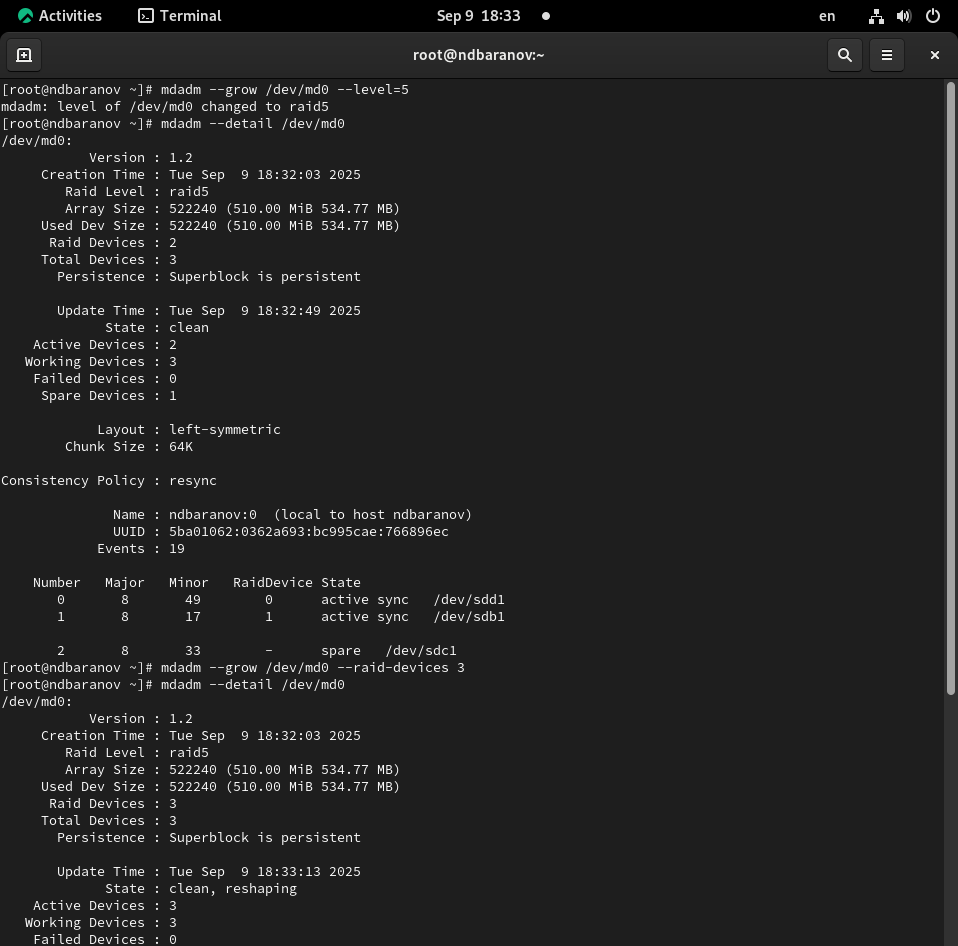 Activities Terminal Sep 9 18:33 en
root@ndbaranov:~
[root@ndbaranov ~]# mdadm --grow /dev/md0 --level=5
mdadm: level of /dev/md0 changed to raid5
[root@ndbaranov ~]# mdadm --detail /dev/md0
/dev/md0:
Version : 1.2
Creation Time : Tue Sep  9 18:32:03 2025
Raid Level : raid5
Array Size : 522240 (510.00 MiB 534.77 MB)
Used Dev Size : 522240 (510.00 MiB 534.77 MB)
Raid Devices : 2
Total Devices : 3
Persistence : Superblock is persistent
Update Time : Tue Sep  9 18:32:49 2025
State : clean
Active Devices : 2
Working Devices : 3
Failed Devices : 0
Spare Devices : 1
Layout : left-symmetric
Chunk Size : 64K
Consistency Policy : resync
Name : ndbaranov:0  (local to host ndbaranov)
UUID : 5ba01062:0362a693:bc995cae:766896ec
Events : 19
Number   Major   Minor   RaidDevice State
0       8       49        0      active sync   /dev/sdd1
1       8       17        1      active sync   /dev/sdb1
2       8       33        -      spare   /dev/sdc1
[root@ndbaranov ~]# mdadm --grow /dev/md0 --raid-devices 3
[root@ndbaranov ~]# mdadm --detail /dev/md0
/dev/md0:
Version : 1.2
Creation Time : Tue Sep  9 18:32:03 2025
Raid Level : raid5
Array Size : 522240 (510.00 MiB 534.77 MB)
Used Dev Size : 522240 (510.00 MiB 534.77 MB)
Raid Devices : 3
Total Devices : 3
Persistence : Superblock is persistent
Update Time : Tue Sep  9 18:33:13 2025
State : clean, reshaping
Active Devices : 3
Working Devices : 3
Failed Devices : 0